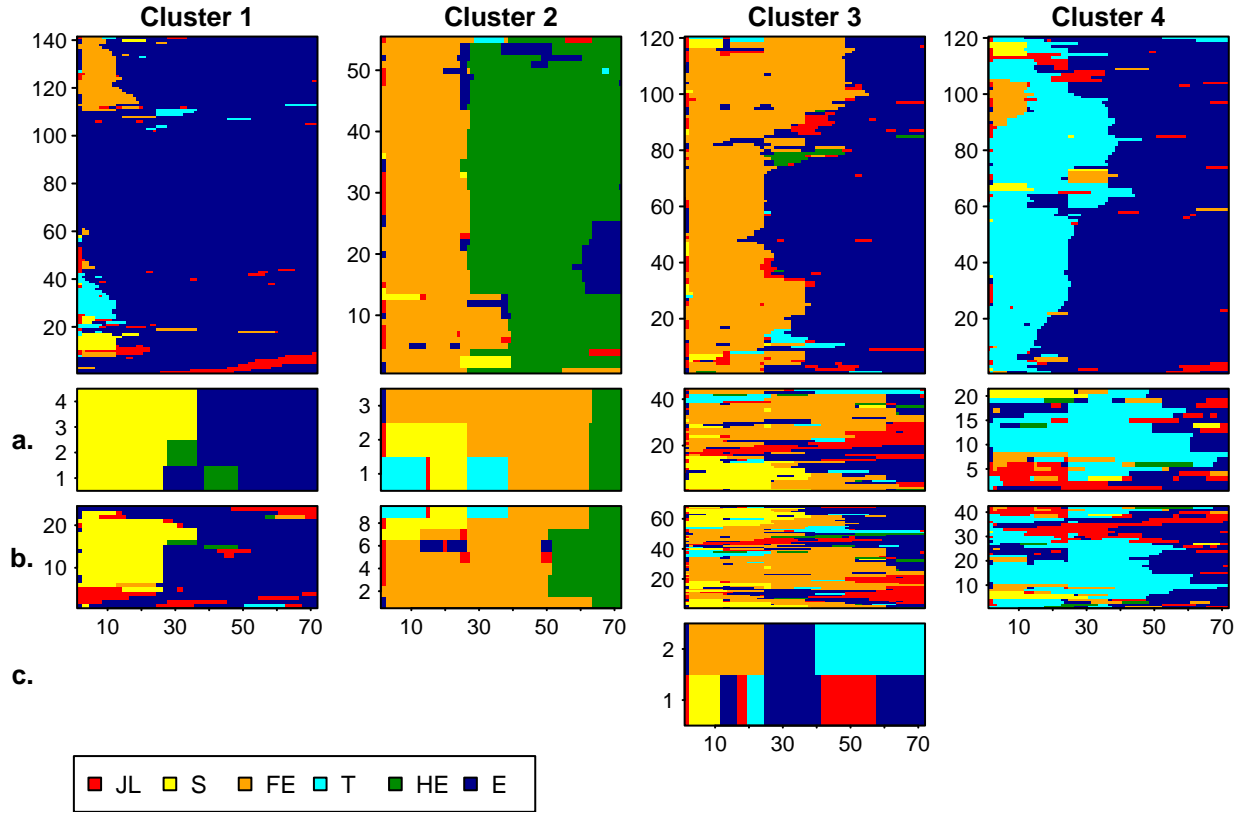 Cluster 1 Cluster 2 Cluster 3 Cluster 4
140 50 120 120
120 40 100 100
100 30 80 80
80 20 60 60
60 10 40 40
40 20 20
20
a. 4 3 40 20
3 2 20 15
2 1 10
1 5
b. 20 8 60 40
10 6 40 30
4 20 20
2 10
10 30 50 70 10 30 50 70 10 30 50 70
c. 2
1
10 30 50 70
JL S FE T HE E